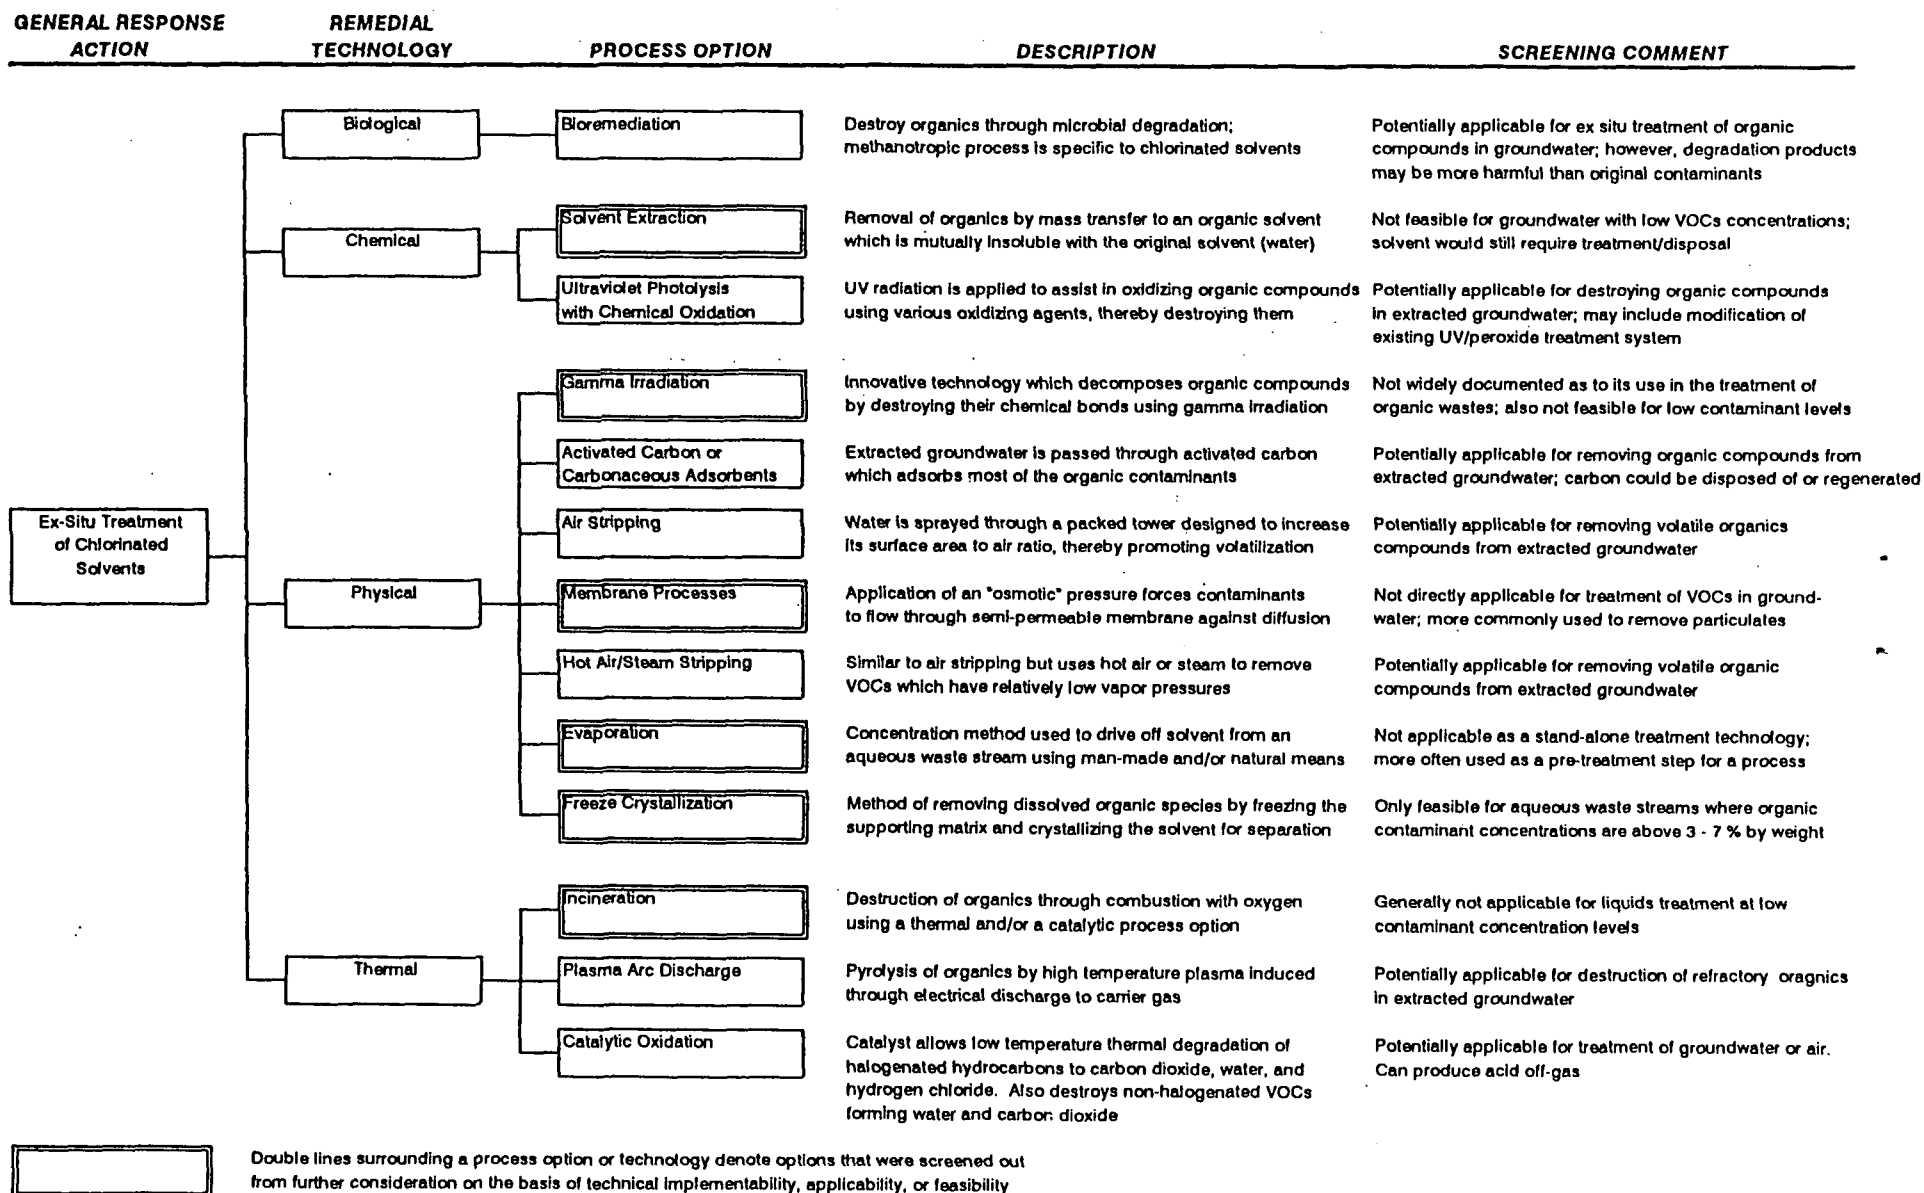 GENERAL RESPONSE
ACTION
REMEDIAL
TECHNOLOGY
PROCESS OPTION
DESCRIPTION
SCREENING COMMENT
Ex-Situ Treatment
of Chlorinated
Solvents
Biological
Bioremediation
Destroy organics through microbial degradation;
methanotropic process is specific to chlorinated solvents
Potentially applicable for ex situ treatment of organic
compounds in groundwater; however, degradation products
may be more harmful than original contaminants
Chemical
Solvent Extraction
Removal of organics by mass transfer to an organic solvent
which is mutually insoluble with the original solvent (water)
Not feasible for groundwater with low VOCs concentrations;
solvent would still require treatment/disposal
Ultraviolet Photolysis
with Chemical Oxidation
UV radiation is applied to assist in oxidizing organic compounds
using various oxidizing agents, thereby destroying them
Potentially applicable for destroying organic compounds
in extracted groundwater; may include modification of
existing UV/peroxide treatment system
Physical
Gamma Irradiation
Innovative technology which decomposes organic compounds
by destroying their chemical bonds using gamma irradiation
Not widely documented as to its use in the treatment of
organic wastes; also not feasible for low contaminant levels
Activated Carbon or
Carbonaceous Adsorbents
Extracted groundwater is passed through activated carbon
which adsorbs most of the organic contaminants
Potentially applicable for removing organic compounds from
extracted groundwater; carbon could be disposed of or regenerated
Air Stripping
Water is sprayed through a packed tower designed to increase
its surface area to air ratio, thereby promoting volatilization
Potentially applicable for removing volatile organics
compounds from extracted groundwater
Membrane Processes
Application of an "osmotic" pressure forces contaminants
to flow through semi-permeable membrane against diffusion
Not directly applicable for treatment of VOCs in ground-
water; more commonly used to remove particulates
Hot Air/Steam Stripping
Similar to air stripping but uses hot air or steam to remove
VOCs which have relatively low vapor pressures
Potentially applicable for removing volatile organic
compounds from extracted groundwater
Evaporation
Concentration method used to drive off solvent from an
aqueous waste stream using man-made and/or natural means
Not applicable as a stand-alone treatment technology;
more often used as a pre-treatment step for a process
Freeze Crystallization
Method of removing dissolved organic species by freezing the
supporting matrix and crystallizing the solvent for separation
Only feasible for aqueous waste streams where organic
contaminant concentrations are above 3 - 7 % by weight
Thermal
Incineration
Destruction of organics through combustion with oxygen
using a thermal and/or a catalytic process option
Generally not applicable for liquids treatment at low
contaminant concentration levels
Plasma Arc Discharge
Pyrolysis of organics by high temperature plasma induced
through electrical discharge to carrier gas
Potentially applicable for destruction of refractory oragnics
in extracted groundwater
Catalytic Oxidation
Catalyst allows low temperature thermal degradation of
halogenated hydrocarbons to carbon dioxide, water, and
hydrogen chloride. Also destroys non-halogenated VOCs
forming water and carbon dioxide
Potentially applicable for treatment of groundwater or air.
Can produce acid off-gas
Double lines surrounding a process option or technology denote options that were screened out
from further consideration on the basis of technical implementability, applicability, or feasibility